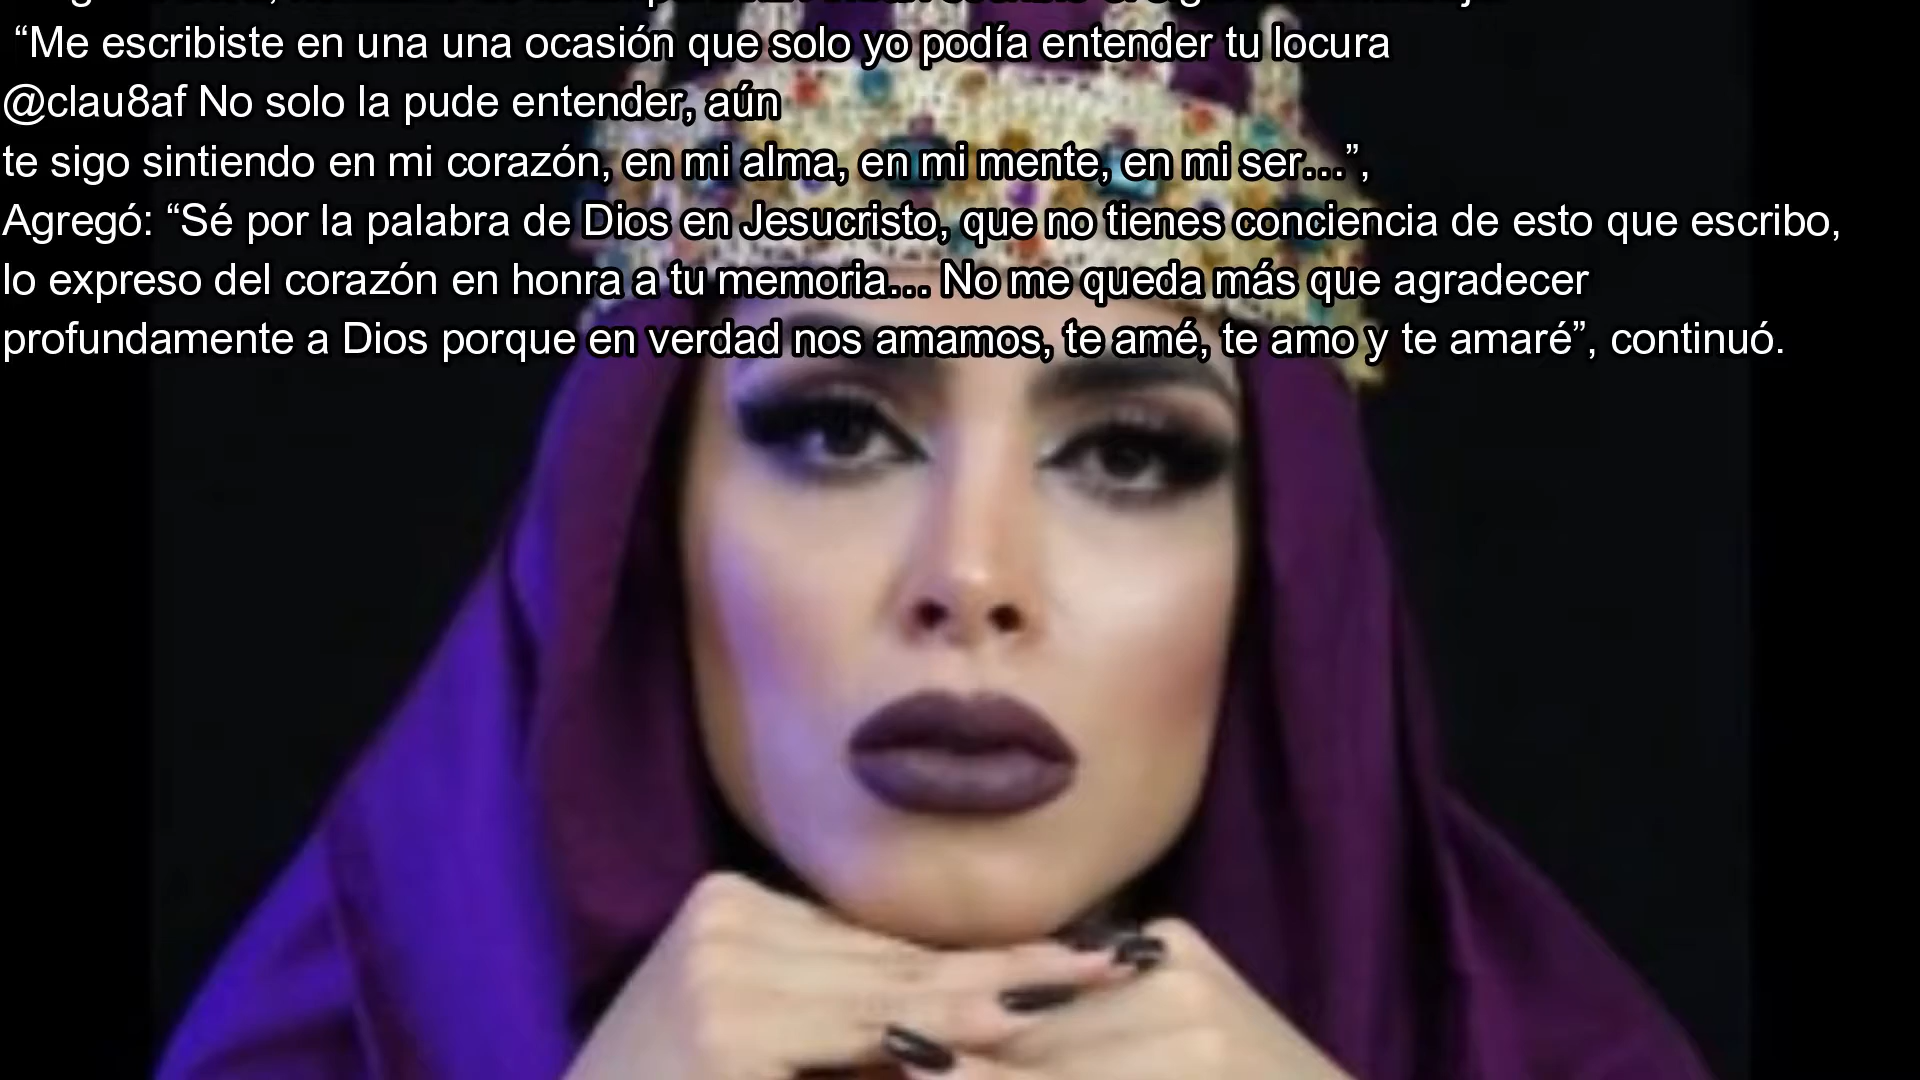 “Me escribiste en una una ocasión que solo yo podía entender tu locura
@clau8af No solo la pude entender, aún
te sigo sintiendo en mi corazón, en mi alma, en mi mente, en mi ser...”,
Agregó: “Sé por la palabra de Dios en Jesucristo, que no tienes conciencia de esto que escribo,
lo expreso del corazón en honra a tu memoria... No me queda más que agradecer
profundamente a Dios porque en verdad nos amamos, te amé, te amo y te amaré”, continuó.